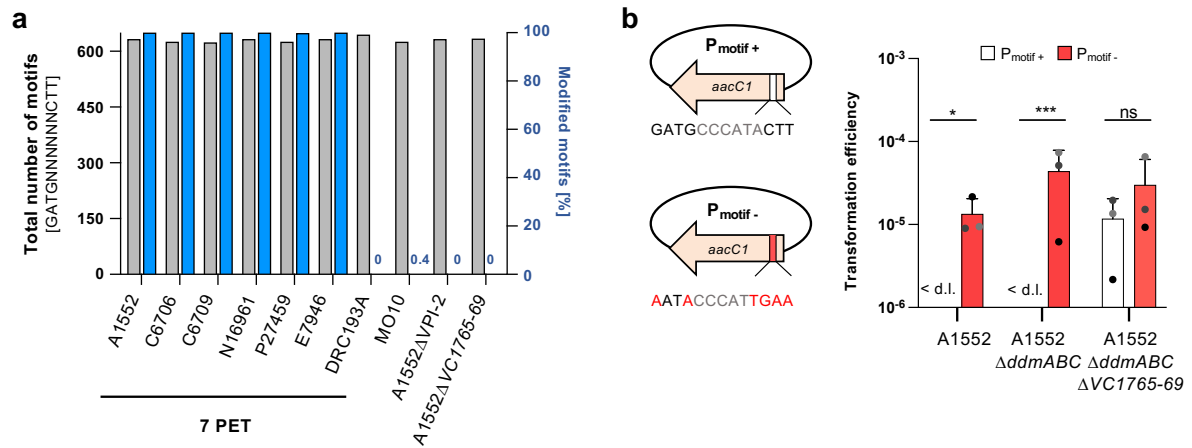 a
Total number of motifs
[GATGNNNNNNCTT]
600
450
300
150
0
100
80
60
40
20
0
Modified motifs [%]
0
0.4
0
0
A1552
C6706
C6709
N16961
P27459
E7946
DRC193A
MO10
A1552ΔVPI-2
A1552ΔVC1765-69
7 PET
b
Pmotif +
aacC1
GATGCCCATACTT
Pmotif -
aacC1
AATACCCATTGAA
Transformation efficiency
10-3
10-4
10-5
10-6
Pmotif + Pmotif -
* *** ns
< d.l. < d.l.
A1552 A1552 A1552
ΔddmABC ΔddmABC
ΔVC1765-69